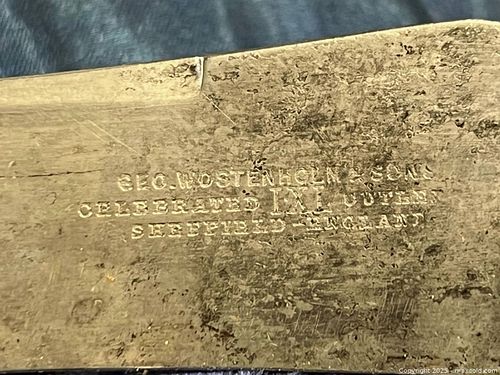 GEO. WOSTENHOLM & SONS
CELEBRATED IXL CUTLERY
SHEFFIELD-ENGLAND
Copyright 2023